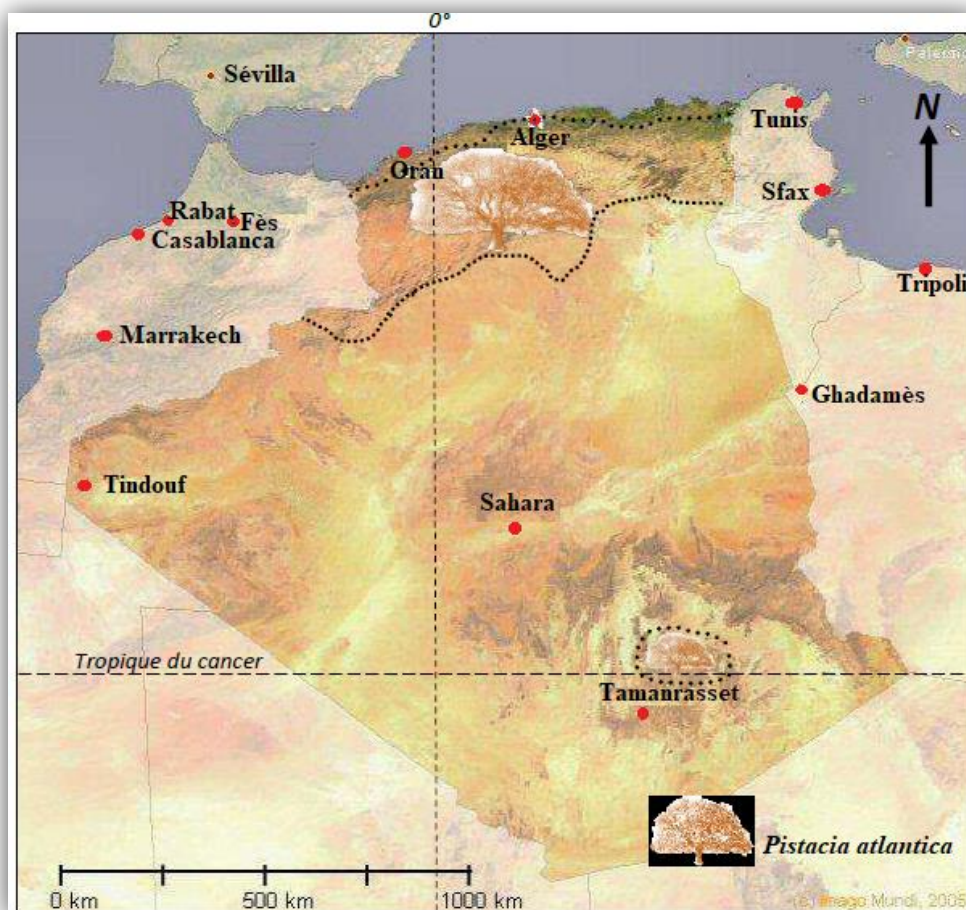 0°
Sévilla
Palermo
N
Tunis
Alger
Oran
Sfax
Rabat
Fès
Casablanca
Tripoli
Marrakech
Ghadamès
Tindouf
Sahara
Tropique du cancer
Tamanrasset
Pistacia atlantica
0 km
500 km
1000 km
(c) Imago Mundi, 2005